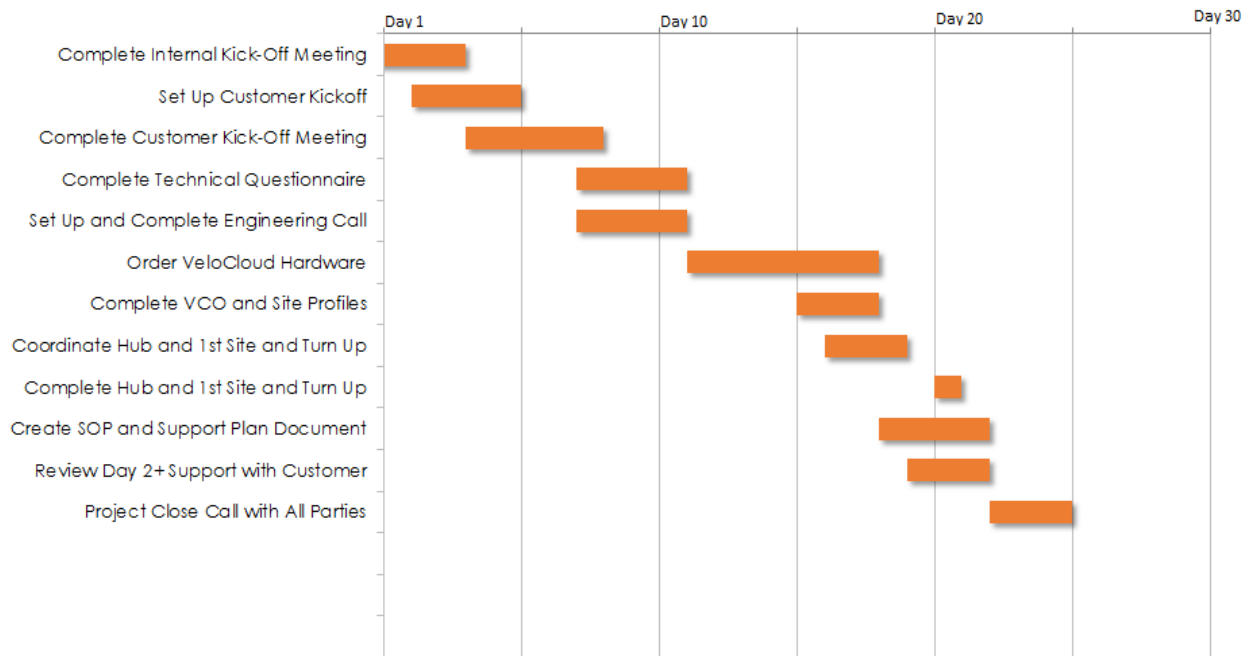 Day 1
Day 10
Day 20
Day 30
Complete Internal Kick-Off Meeting
Set Up Customer Kickoff
Complete Customer Kick-Off Meeting
Complete Technical Questionnaire
Set Up and Complete Engineering Call
Order VeloCloud Hardware
Complete VCO and Site Profiles
Coordinate Hub and 1st Site and Turn Up
Complete Hub and 1st Site and Turn Up
Create SOP and Support Plan Document
Review Day 2+ Support with Customer
Project Close Call with All Parties